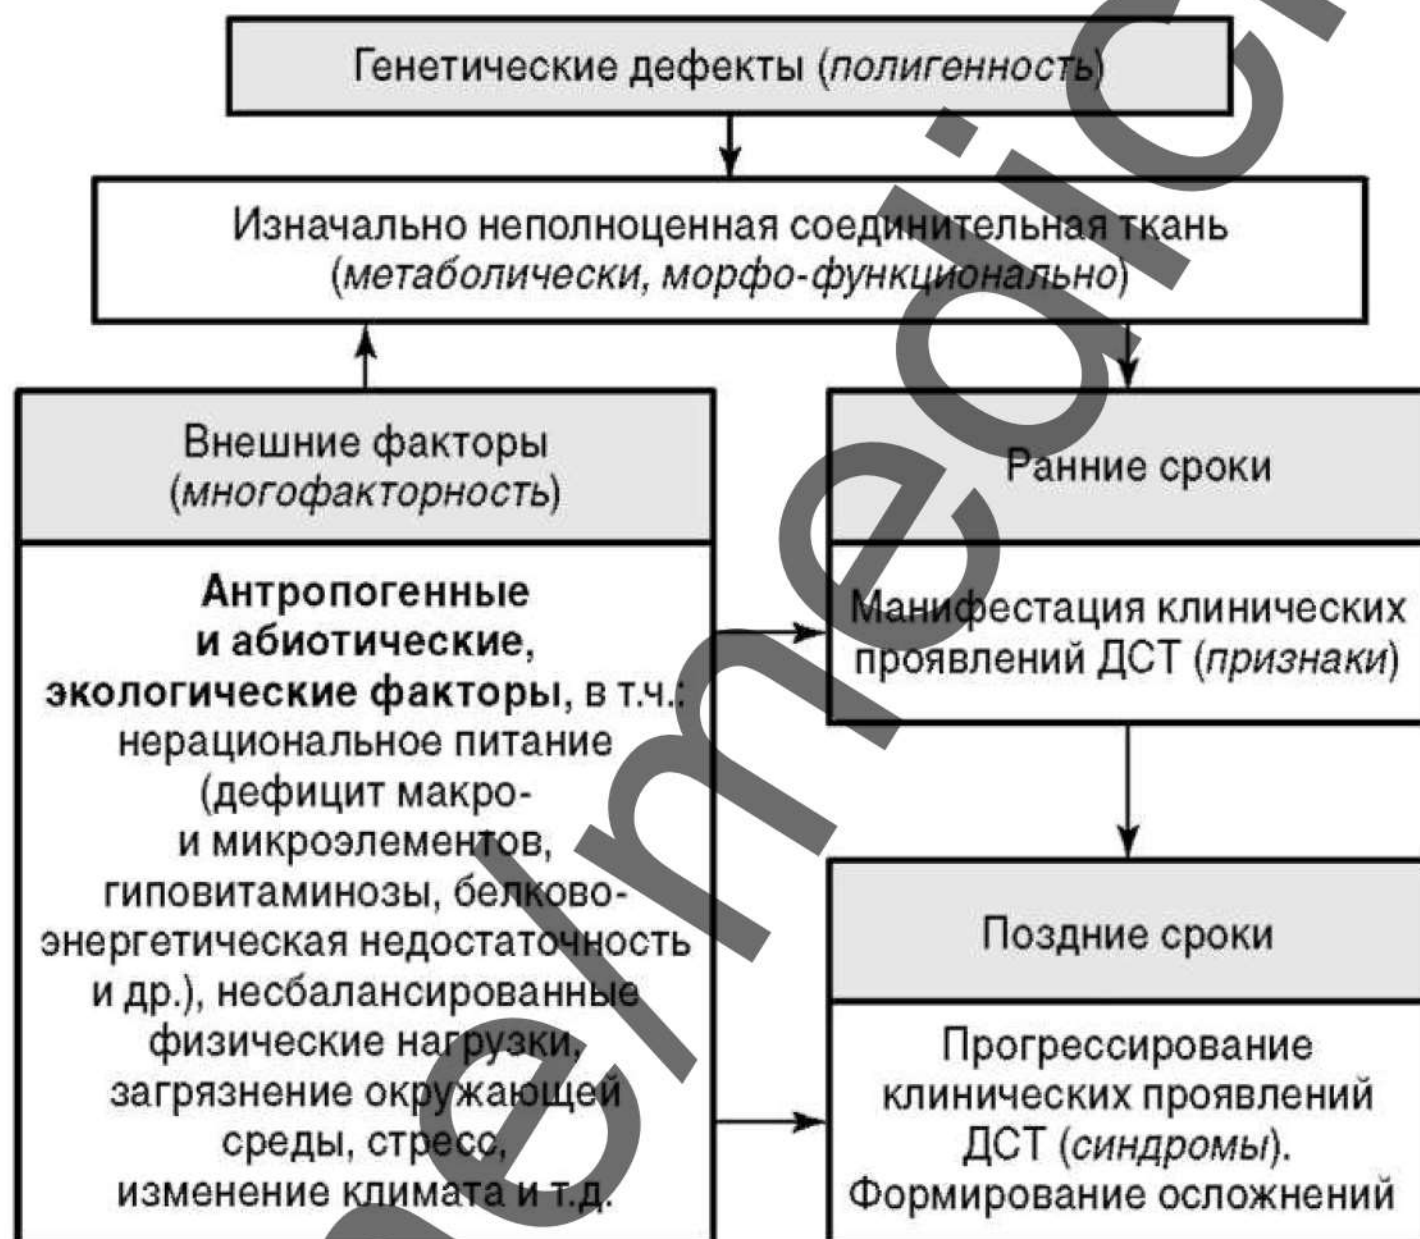 Генетические дефекты (полигенность)
Изначально неполноценная соединительная ткань
(метаболически, морфо-функционально)
Внешние факторы
(многофакторность)
Антропогенные
и абиотические,
экологические факторы, в т.ч.:
нерациональное питание
(дефицит макро-
и микроэлементов,
гиповитаминозы, белково-
энергетическая недостаточность
и др.), несбалансированные
физические нагрузки,
загрязнение окружающей
среды, стресс,
изменение климата и т.д.
Ранние сроки
Манифестация клинических
проявлений ДСТ (признаки)
Поздние сроки
Прогрессирование
клинических проявлений
ДСТ (синдромы).
Формирование осложнений
e/medici